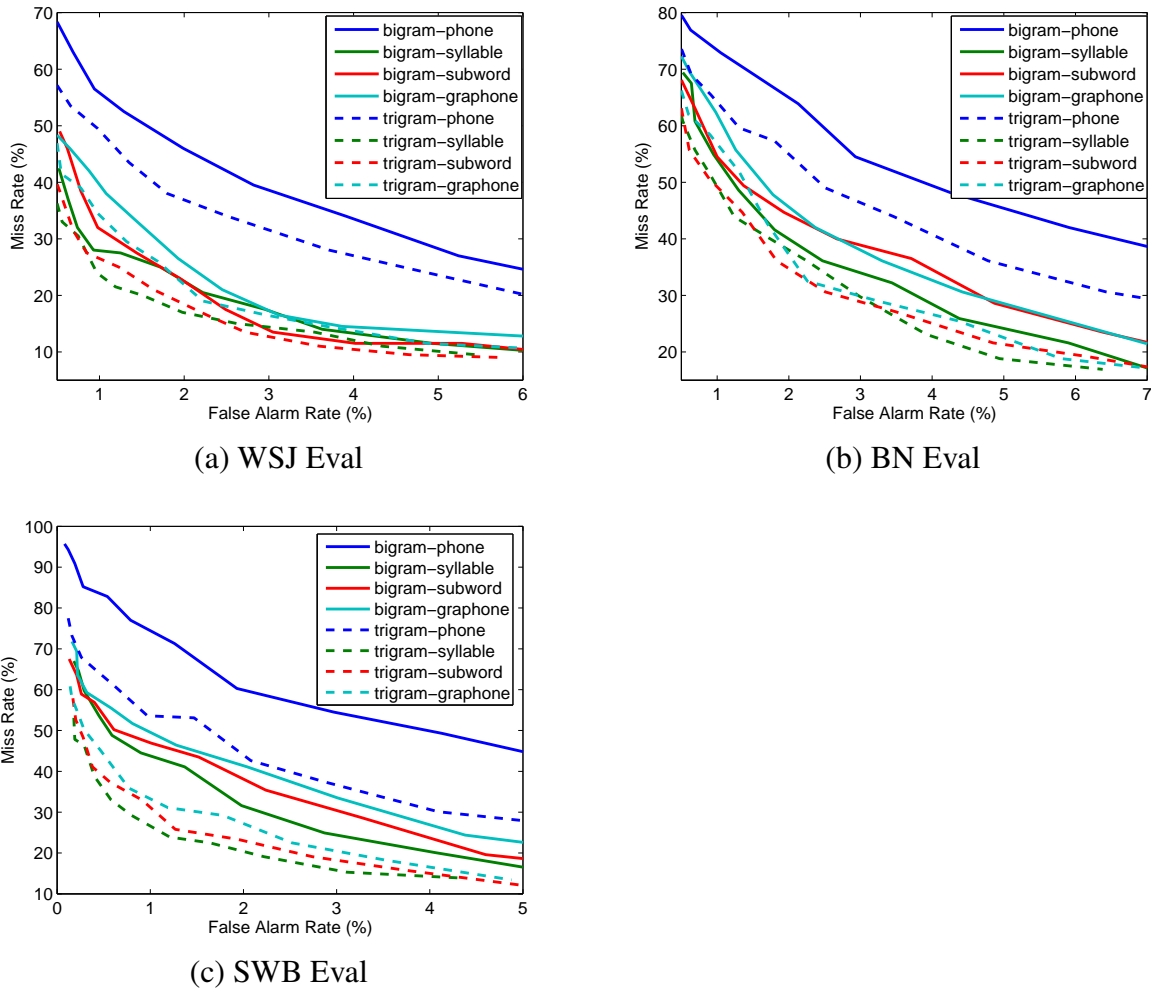 70
60
50
40
30
20
10
Miss Rate (%)
1 2 3 4 5 6
False Alarm Rate (%)
bigram−phone
bigram−syllable
bigram−subword
bigram−graphone
trigram−phone
trigram−syllable
trigram−subword
trigram−graphone
(a) WSJ Eval
80
70
60
50
40
30
20
Miss Rate (%)
1 2 3 4 5 6 7
False Alarm Rate (%)
bigram−phone
bigram−syllable
bigram−subword
bigram−graphone
trigram−phone
trigram−syllable
trigram−subword
trigram−graphone
(b) BN Eval
100
90
80
70
60
50
40
30
20
10
Miss Rate (%)
0 1 2 3 4 5
False Alarm Rate (%)
bigram−phone
bigram−syllable
bigram−subword
bigram−graphone
trigram−phone
trigram−syllable
trigram−subword
trigram−graphone
(c) SWB Eval